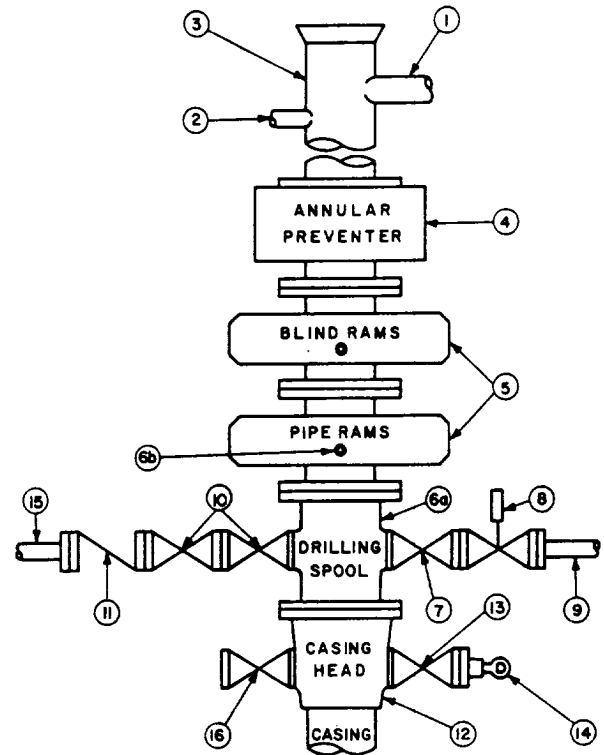 3
1
2
ANNULAR
PREVENTER
4
BLIND RAMS
5
PIPE RAMS
6b
15
10
6a
8
DRILLING
SPOOL
11
7
13
9
CASING
HEAD
16
12
14
CASING